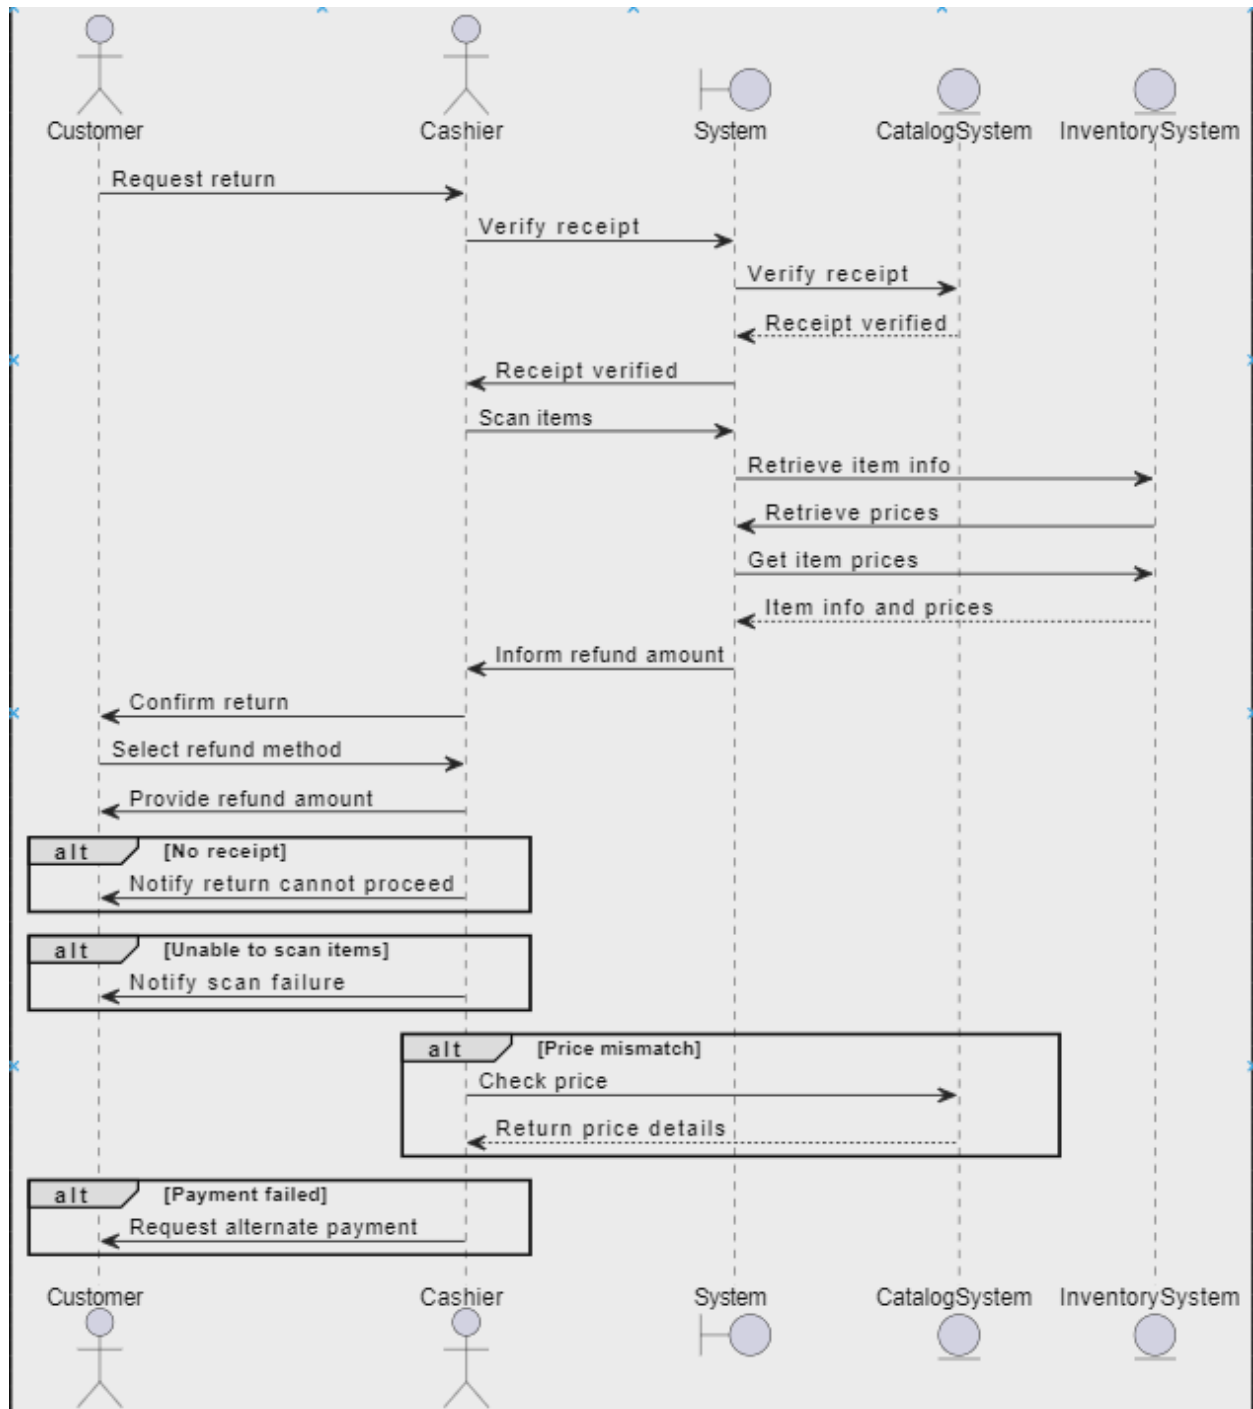 Customer Cashier System CatalogSystem InventorySystem
Request return
Verify receipt
Verify receipt
Receipt verified
Receipt verified
Scan items
Retrieve item info
Retrieve prices
Get item prices
Item info and prices
Inform refund amount
Confirm return
Select refund method
Provide refund amount
alt [No receipt]
Notify return cannot proceed
alt [Unable to scan items]
Notify scan failure
alt [Price mismatch]
Check price
Return price details
alt [Payment failed]
Request alternate payment
Customer Cashier System CatalogSystem InventorySystem